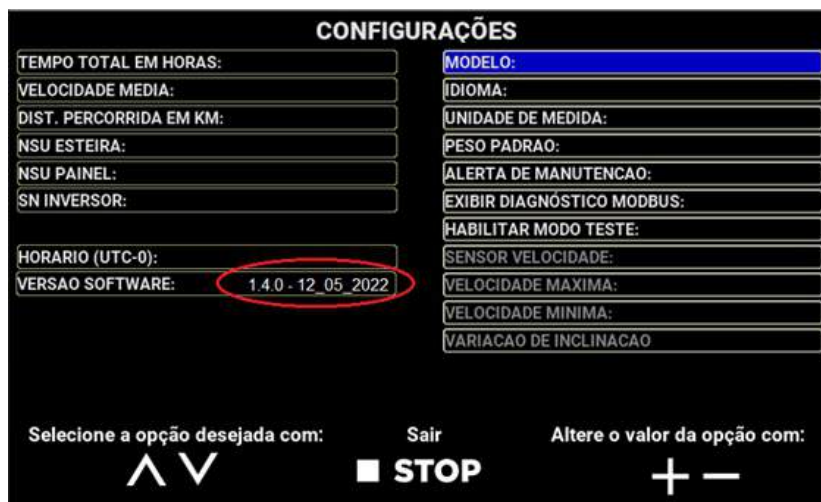 CONFIGURAÇÕES
TEMPO TOTAL EM HORAS:
VELOCIDADE MEDIA:
DIST. PERCORRIDA EM KM:
NSU ESTEIRA:
NSU PAINEL:
SN INVERSOR:
HORARIO (UTC-0):
VERSAO SOFTWARE: 1.4.0 - 12_05_2022
MODELO:
IDIOMA:
UNIDADE DE MEDIDA:
PESO PADRAO:
ALERTA DE MANUTENCAO:
EXIBIR DIAGNÓSTICO MODBUS:
HABILITAR MODO TESTE:
SENSOR VELOCIDADE:
VELOCIDADE MAXIMA:
VELOCIDADE MINIMA:
VARIACAO DE INCLINACAO
Selecione a opção desejada com:
Sair
STOP
Altere o valor da opção com:
+ −